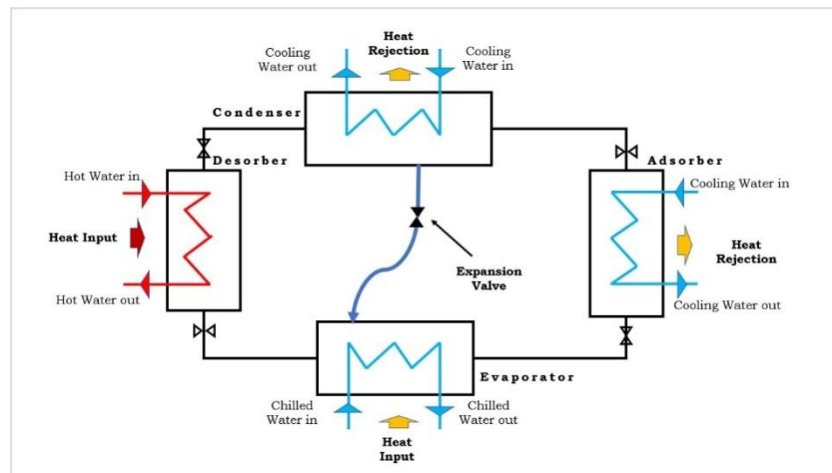 Heat
Rejection
Cooling
Water out
Cooling
Water in
Condenser
Desorber
Adsorber
Hot Water in
Cooling Water in
Heat Input
Heat
Rejection
Expansion
Valve
Hot Water out
Cooling Water out
Evaporator
Chilled
Water in
Chilled
Water out
Heat
Input